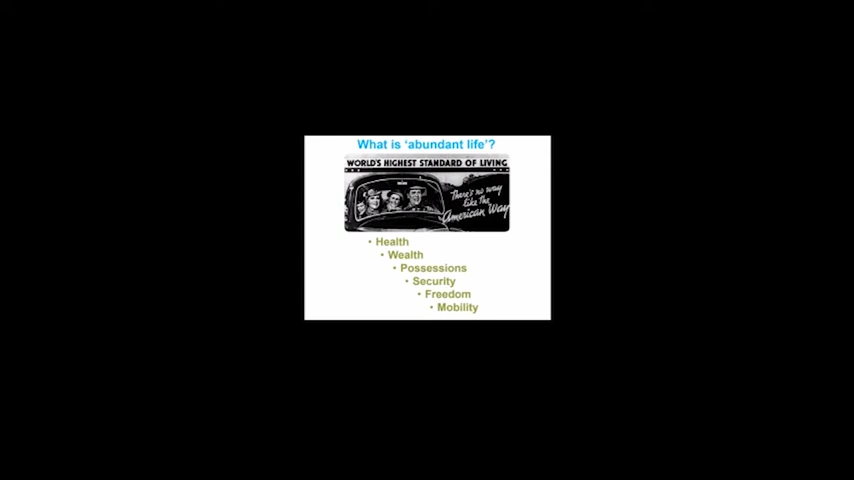 What is ‘abundant life’?
WORLD'S HIGHEST STANDARD OF LIVING
There's no way
like the
American Way
• Health
• Wealth
• Possessions
• Security
• Freedom
• Mobility